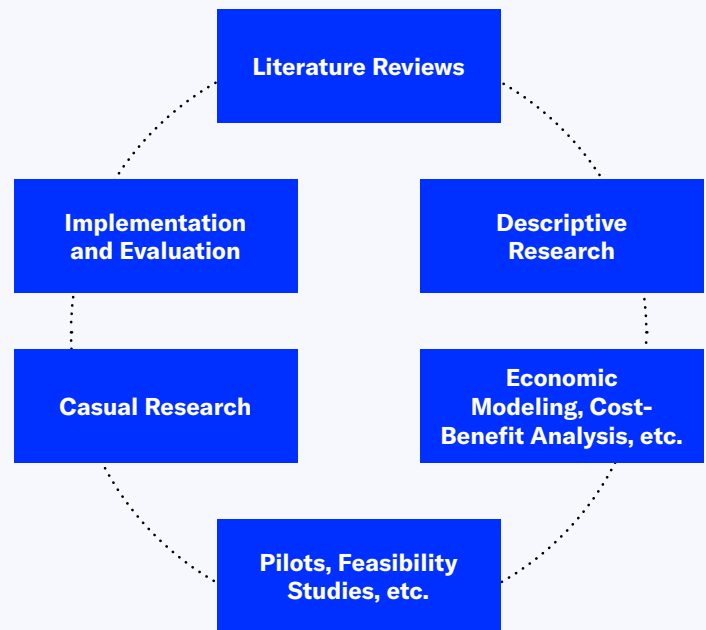 Literature Reviews
Implementation
and Evaluation
Descriptive
Research
Casual Research
Economic
Modeling, Cost-
Benefit Analysis, etc.
Pilots, Feasibility
Studies, etc.